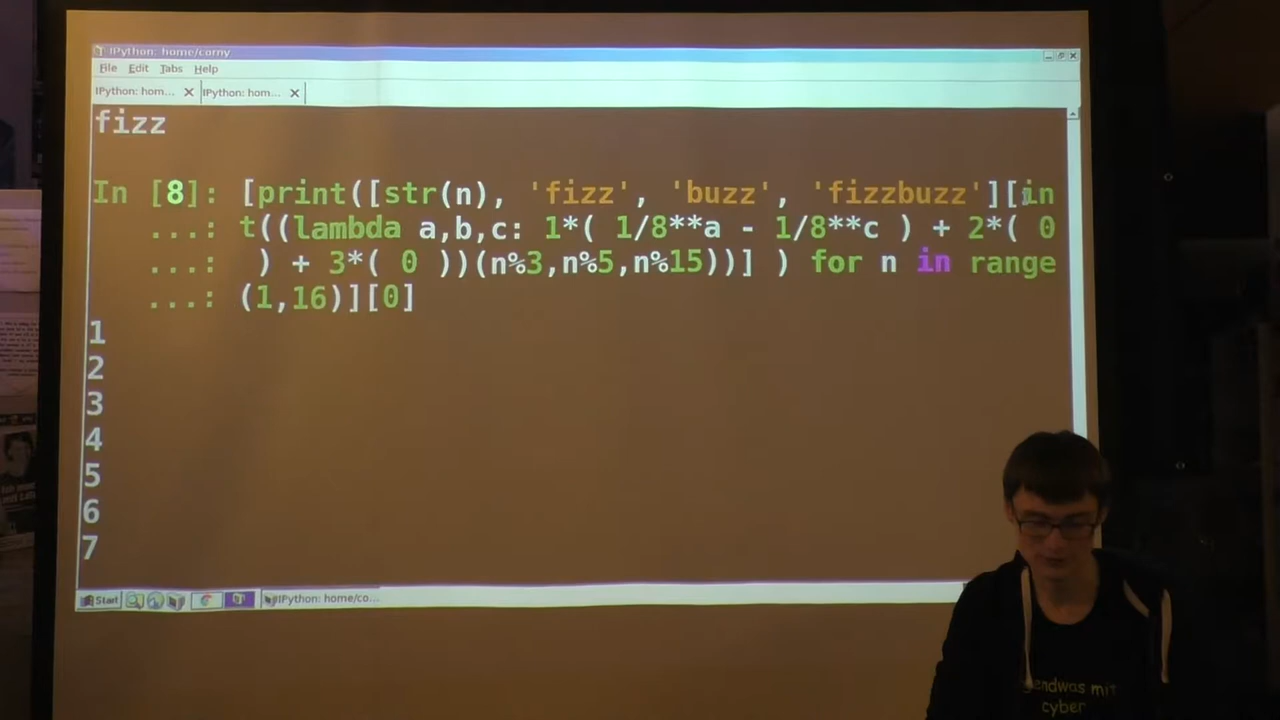 IPython: home/corny
File Edit Tabs Help
IPython: hom... IPython: hom...
fizz
In [8]: [print([str(n), 'fizz', 'buzz', 'fizzbuzz'][in
...: t((lambda a,b,c: 1*( 1/8**a - 1/8**c ) + 2*( 0
...: ) + 3*( 0 ))(n%3,n%5,n%15))] ) for n in range
...: (1,16)][0]
1
2
3
4
5
6
7
Start IPython: home/co...
gendwas mit
cyber